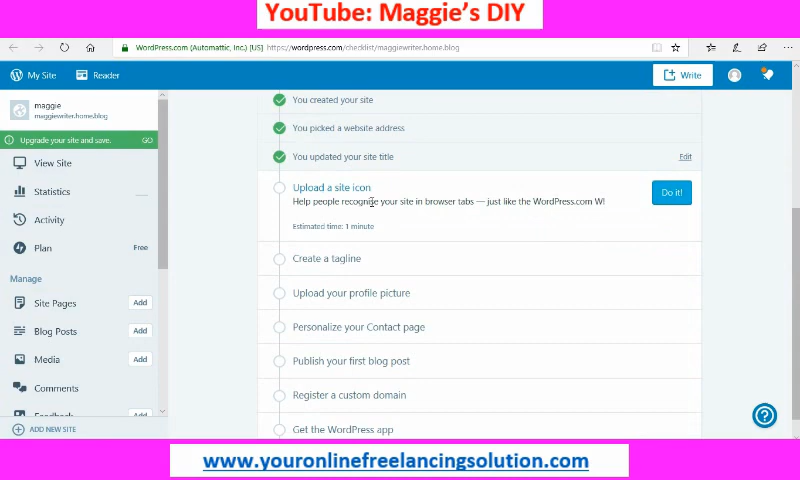 YouTube: Maggie's DIY
WordPress.com (Automattic, Inc.) [US] https://wordpress.com/checklist/maggiewriter.home.blog
My Site Reader Write
maggie
maggiewriter.home.blog
Upgrade your site and save. GO
View Site
Statistics
Activity
Plan Free
Manage
Site Pages Add
Blog Posts Add
Media Add
Comments
Feedback Add
ADD NEW SITE
You created your site
You picked a website address
You updated your site title Edit
Upload a site icon
Help people recognize your site in browser tabs — just like the WordPress.com W!
Do it!
Estimated time: 1 minute
Create a tagline
Upload your profile picture
Personalize your Contact page
Publish your first blog post
Register a custom domain
Get the WordPress app
www.youronlinefreelancingsolution.com